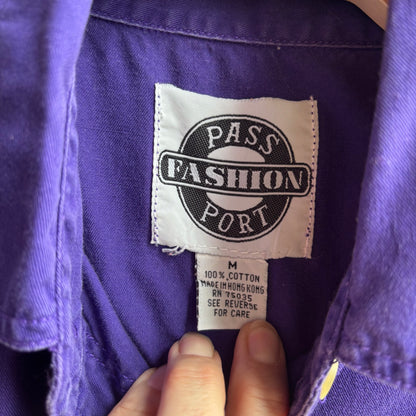 PASS
FASHION
PORT
M
100% COTTON
MADE IN HONG KONG
RN 75035
SEE REVERSE
FOR CARE